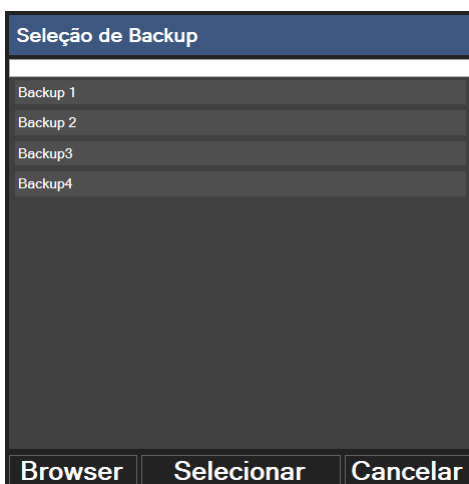 Seleção de Backup
Backup 1
Backup 2
Backup3
Backup4
Browser Selecionar Cancelar